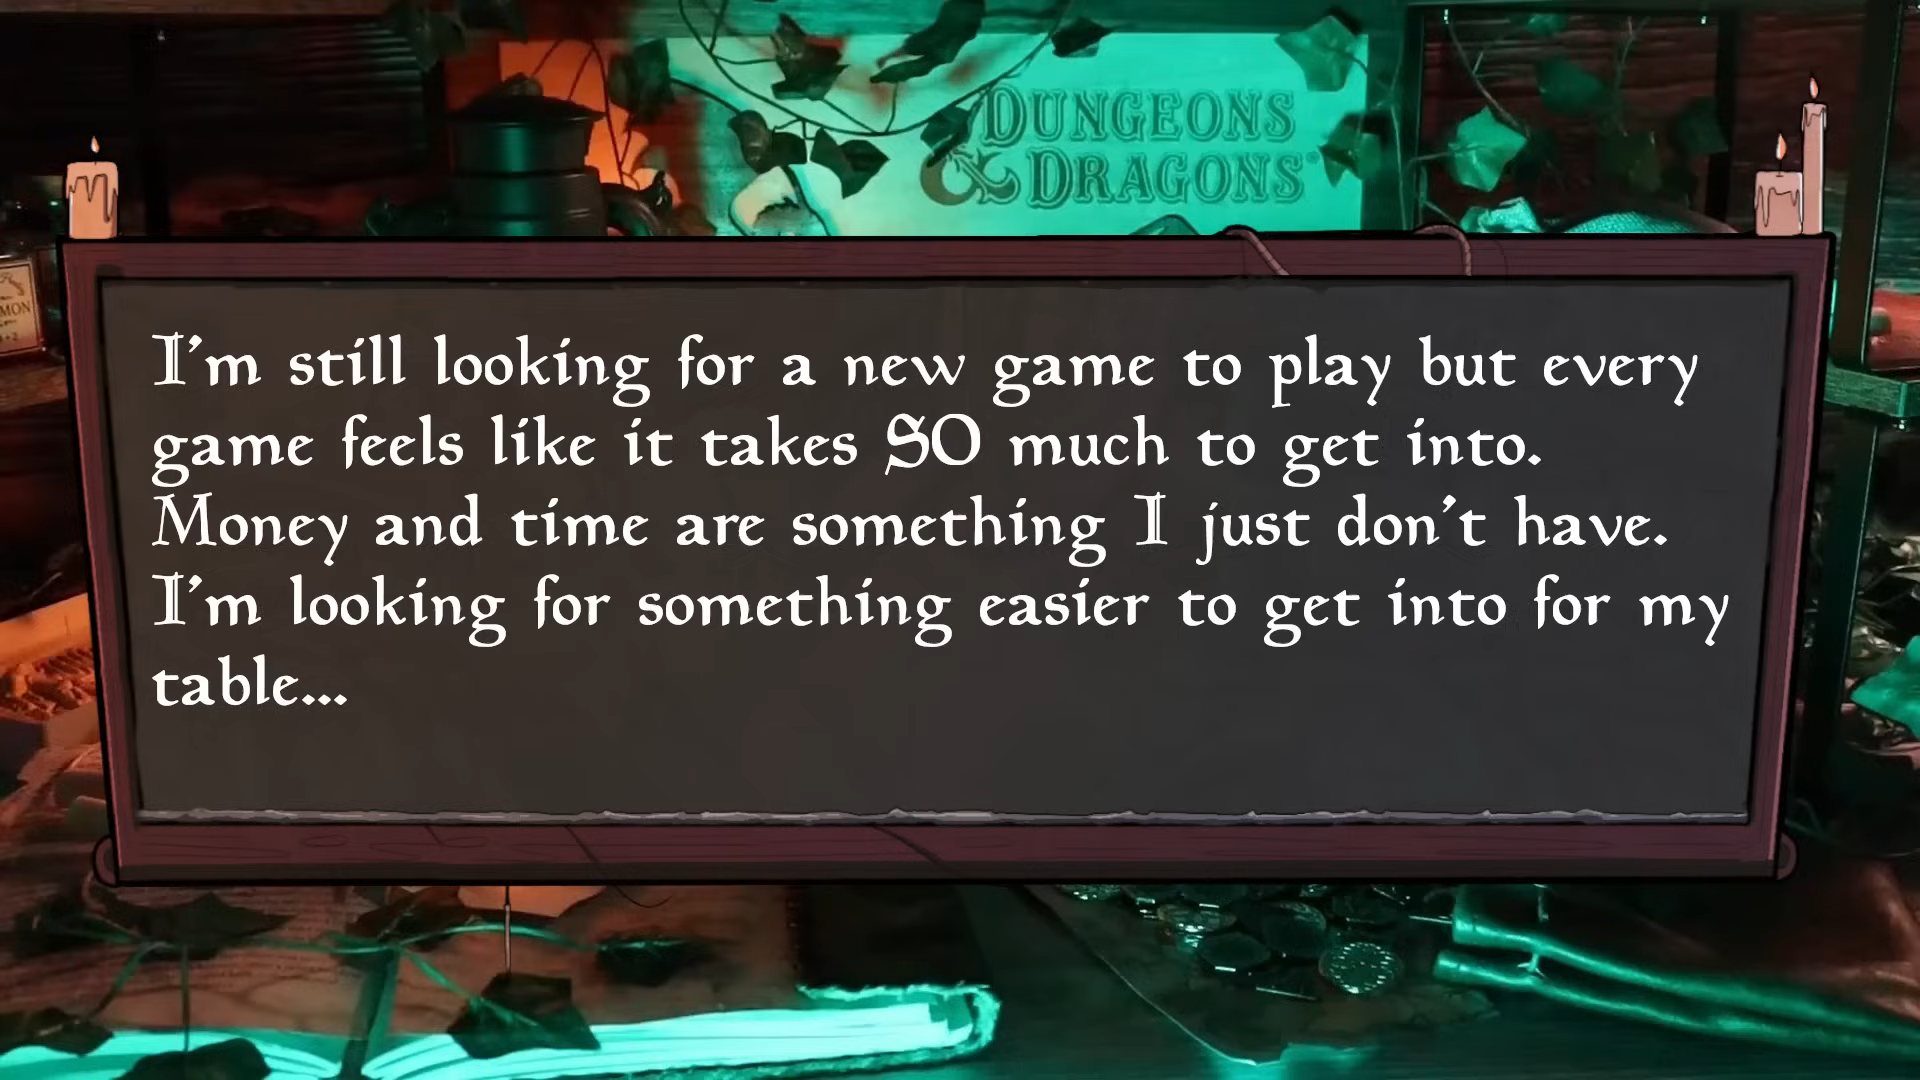 DUNGEONS
& DRAGONS
I'm still looking for a new game to play but every
game feels like it takes SO much to get into.
Money and time are something I just don't have.
I'm looking for something easier to get into for my
table...